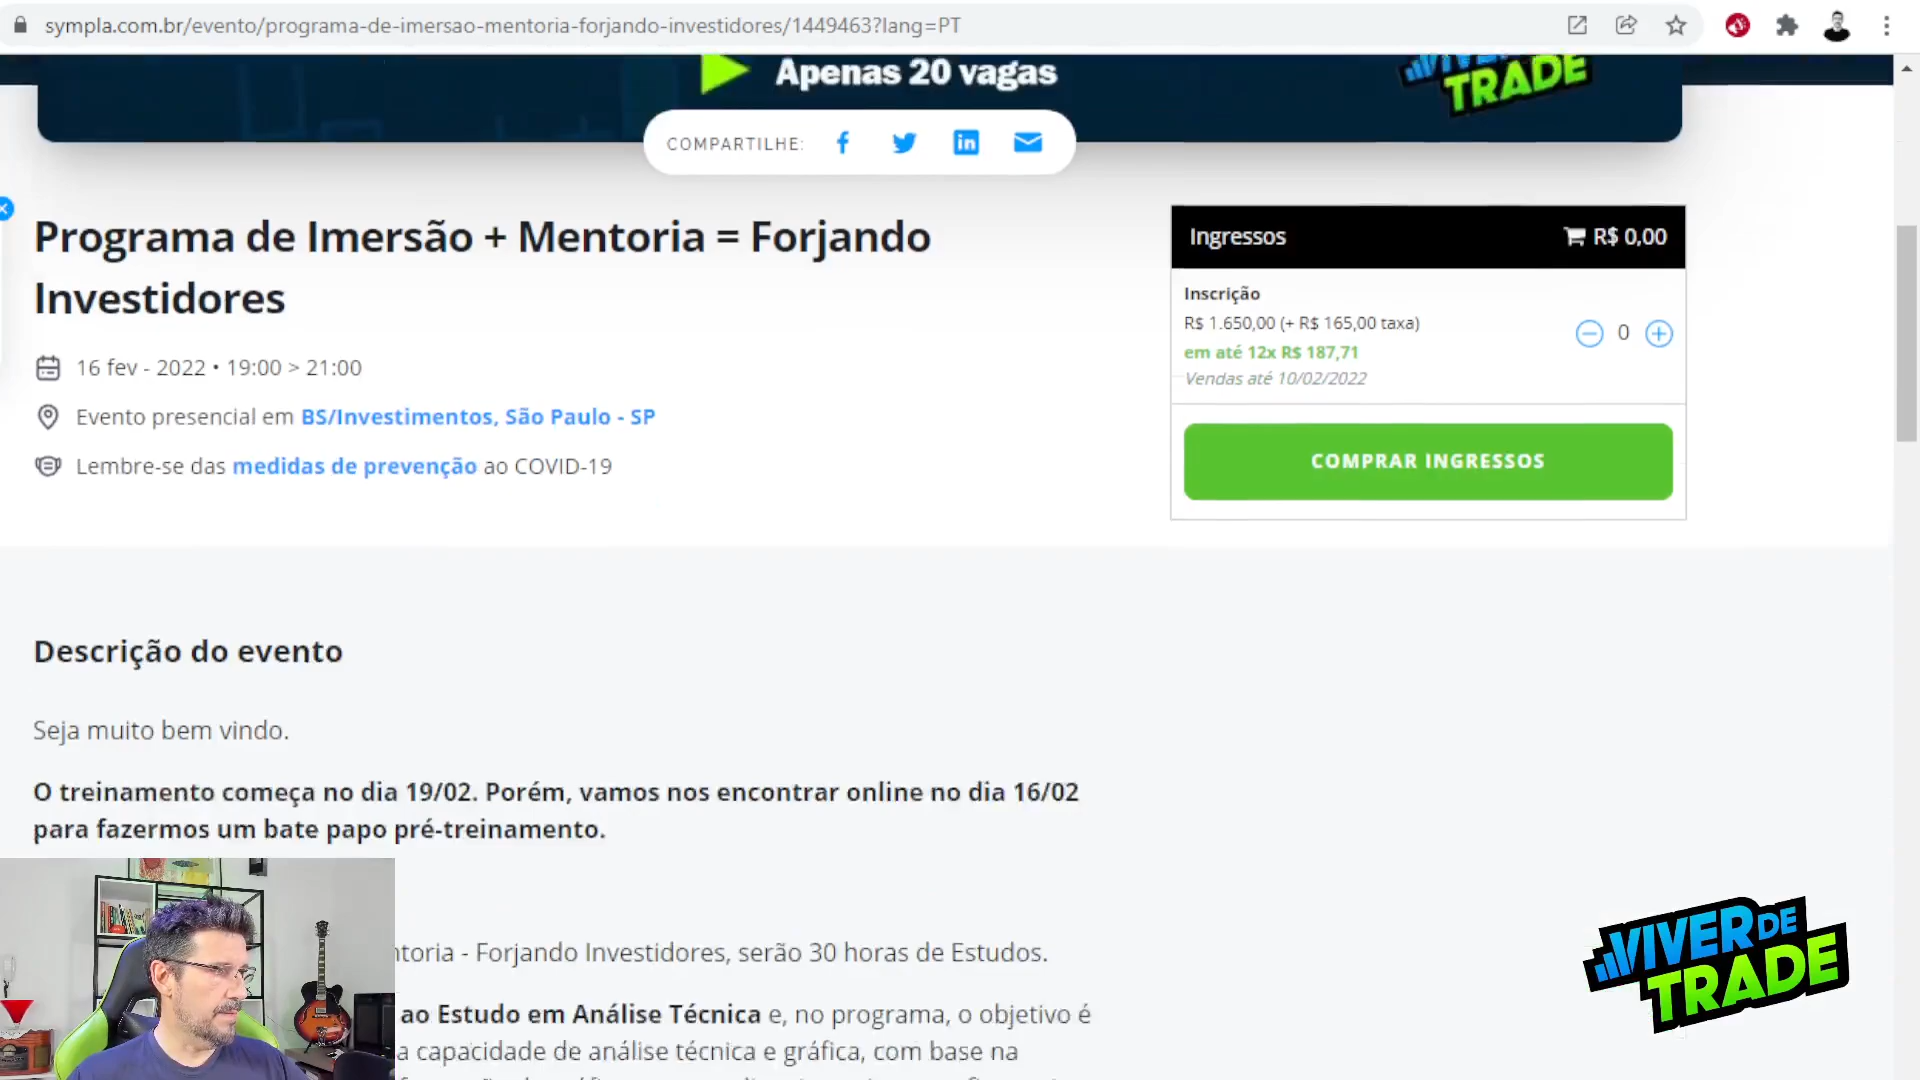 sympla.com.br/evento/programa-de-imersao-mentoria-forjando-investidores/1449463?lang=PT
Apenas 20 vagas
VIVER DE
TRADE
COMPARTILHE:
Programa de Imersão + Mentoria = Forjando
Investidores
16 fev - 2022 • 19:00 > 21:00
Evento presencial em BS/Investimentos, São Paulo - SP
Lembre-se das medidas de prevenção ao COVID-19
Ingressos
R$ 0,00
Inscrição
R$ 1.650,00 (+ R$ 165,00 taxa)
em até 12x R$ 187,71
Vendas até 10/02/2022
0
COMPRAR INGRESSOS
Descrição do evento
Seja muito bem vindo.
O treinamento começa no dia 19/02. Porém, vamos nos encontrar online no dia 16/02
para fazermos um bate papo pré-treinamento.
ntoria - Forjando Investidores, serão 30 horas de Estudos.
ao Estudo em Análise Técnica e, no programa, o objetivo é
a capacidade de análise técnica e gráfica, com base na
VIVER DE
TRADE